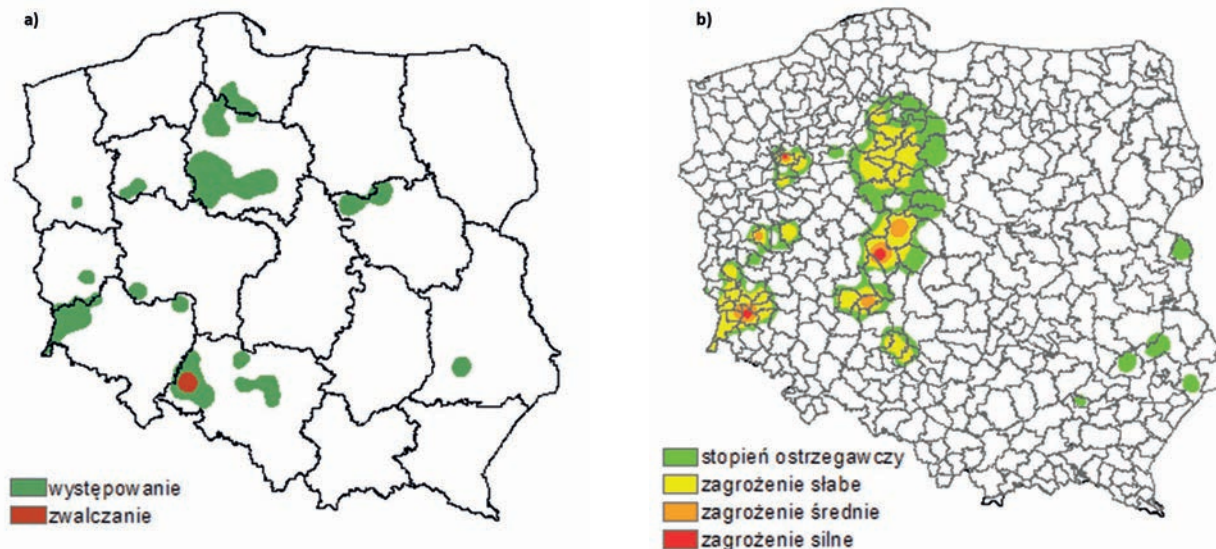 a)
występowanie
zwalczanie
b)
stopień ostrzegawczy
zagrożenie słabe
zagrożenie średnie
zagrożenie silne